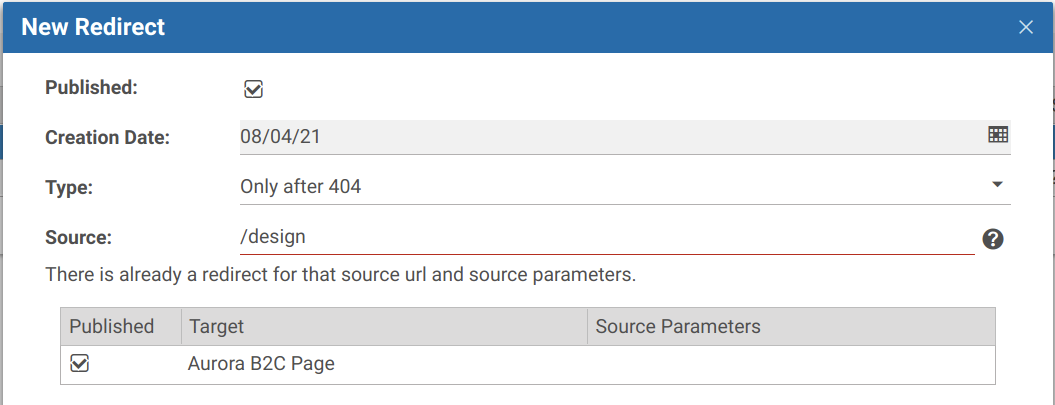 New Redirect
Published:
Creation Date: 08/04/21
Type: Only after 404
Source: /design
There is already a redirect for that source url and source parameters.
Published Target Source Parameters
Aurora B2C Page